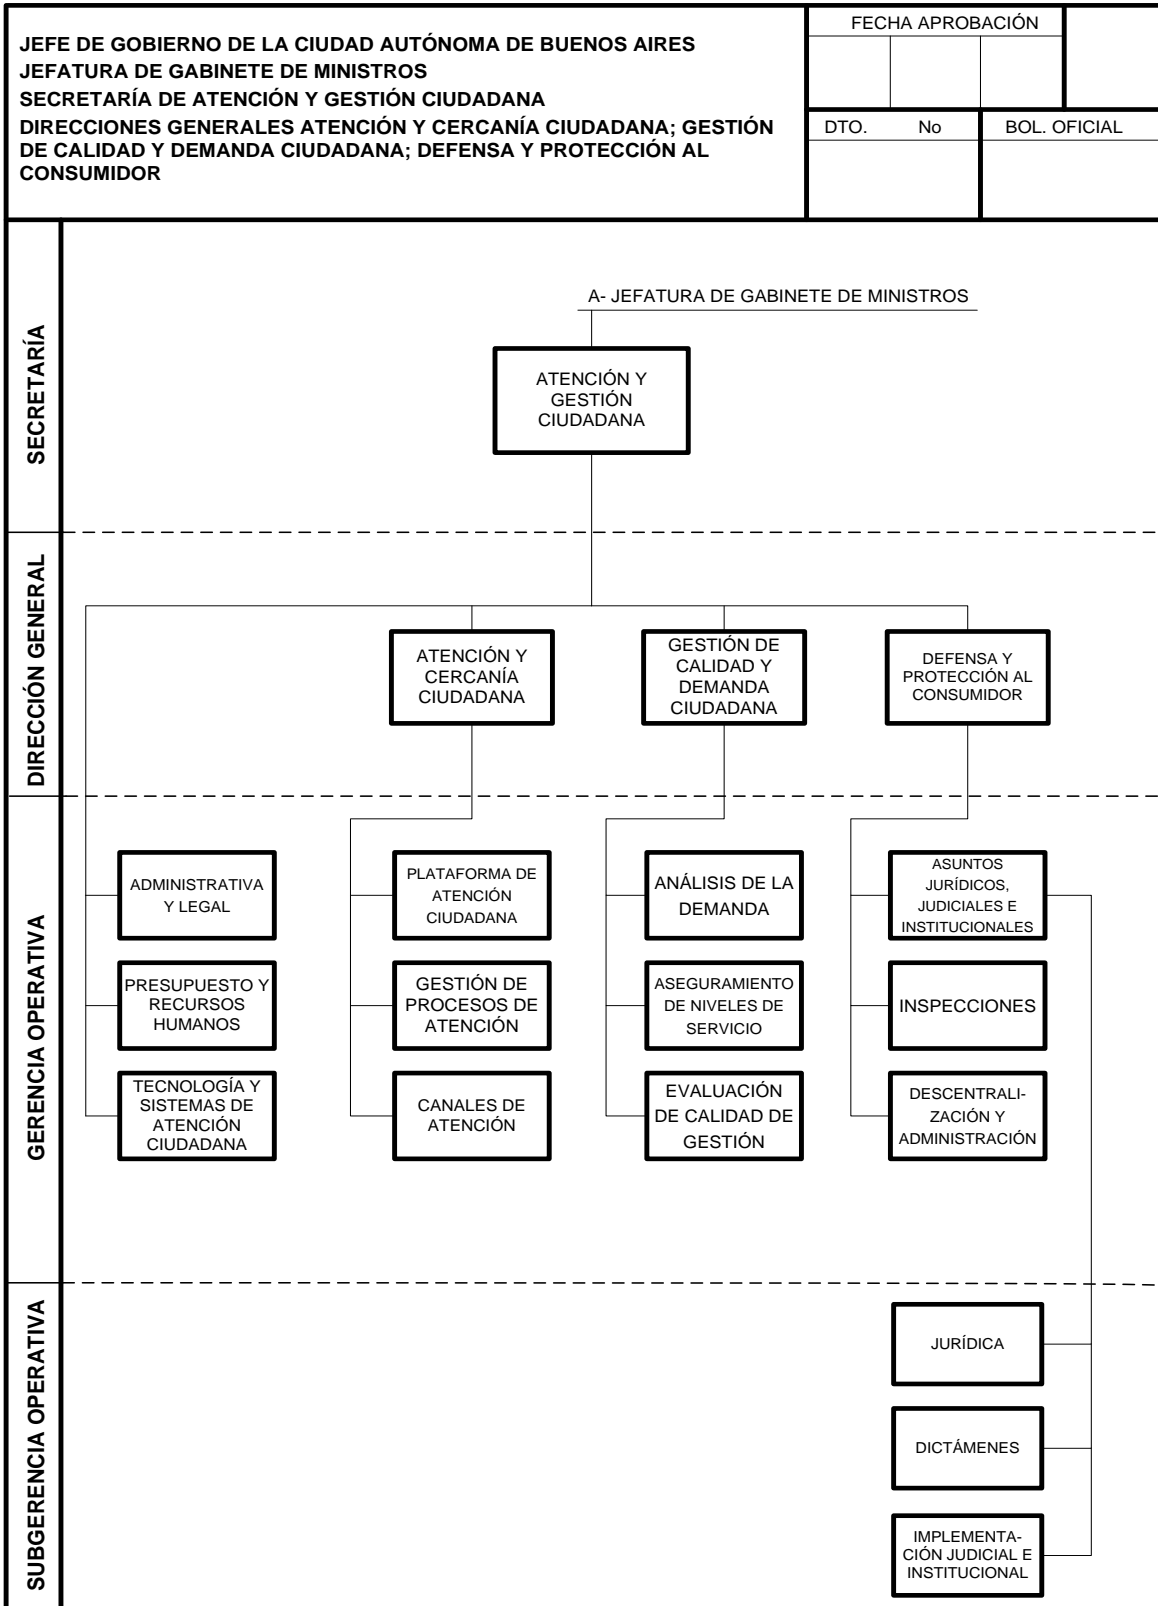 JEFE DE GOBIERNO DE LA CIUDAD AUTÓNOMA DE BUENOS AIRES
JEFATURA DE GABINETE DE MINISTROS
SECRETARÍA DE ATENCIÓN Y GESTIÓN CIUDADANA
DIRECCIONES GENERALES ATENCIÓN Y CERCANÍA CIUDADANA; GESTIÓN
DE CALIDAD Y DEMANDA CIUDADANA; DEFENSA Y PROTECCIÓN AL
CONSUMIDOR
FECHA APROBACIÓN
DTO. No
BOL. OFICIAL
SECRETARÍA
A- JEFATURA DE GABINETE DE MINISTROS
ATENCIÓN Y
GESTIÓN
CIUDADANA
DIRECCIÓN GENERAL
ATENCIÓN Y
CERCANÍA
CIUDADANA
GESTIÓN DE
CALIDAD Y
DEMANDA
CIUDADANA
DEFENSA Y
PROTECCIÓN AL
CONSUMIDOR
GERENCIA OPERATIVA
ADMINISTRATIVA
Y LEGAL
PLATAFORMA DE
ATENCIÓN
CIUDADANA
ANÁLISIS DE LA
DEMANDA
ASUNTOS
JURÍDICOS,
JUDICIALES E
INSTITUCIONALES
PRESUPUESTO Y
RECURSOS
HUMANOS
GESTIÓN DE
PROCESOS DE
ATENCIÓN
ASEGURAMIENTO
DE NIVELES DE
SERVICIO
INSPECCIONES
TECNOLOGÍA Y
SISTEMAS DE
ATENCIÓN
CIUDADANA
CANALES DE
ATENCIÓN
EVALUACIÓN
DE CALIDAD DE
GESTIÓN
DESCENTRALI-
ZACIÓN Y
ADMINISTRACIÓN
SUBGERENCIA OPERATIVA
JURÍDICA
DICTÁMENES
IMPLEMENTA-
CIÓN JUDICIAL E
INSTITUCIONAL